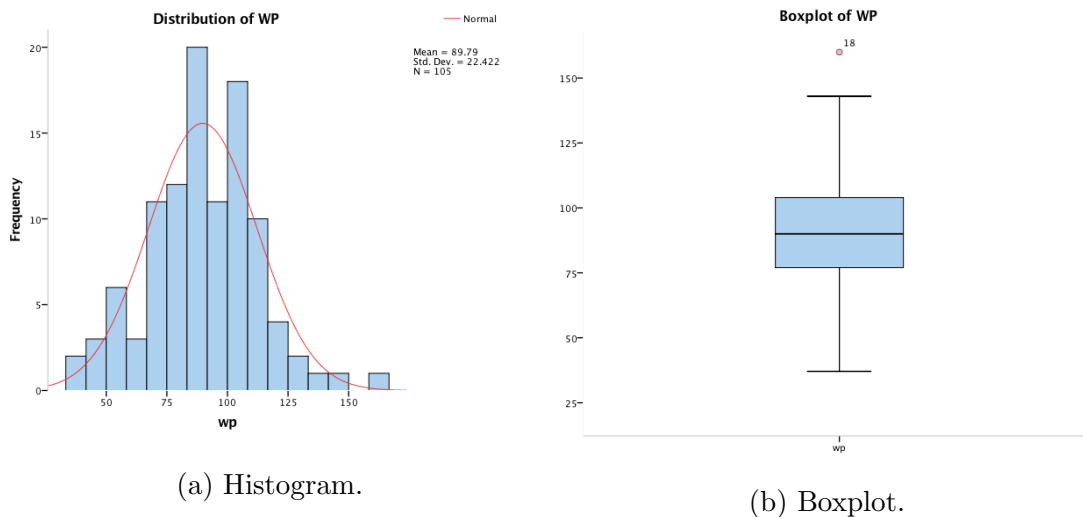 Distribution of WP
Normal
Mean = 89.79
Std. Dev. = 22.422
N = 105
Frequency
20
15
10
5
0
50 75 100 125 150
wp
(a) Histogram.
Boxplot of WP
18
150
125
100
75
50
25
wp
(b) Boxplot.